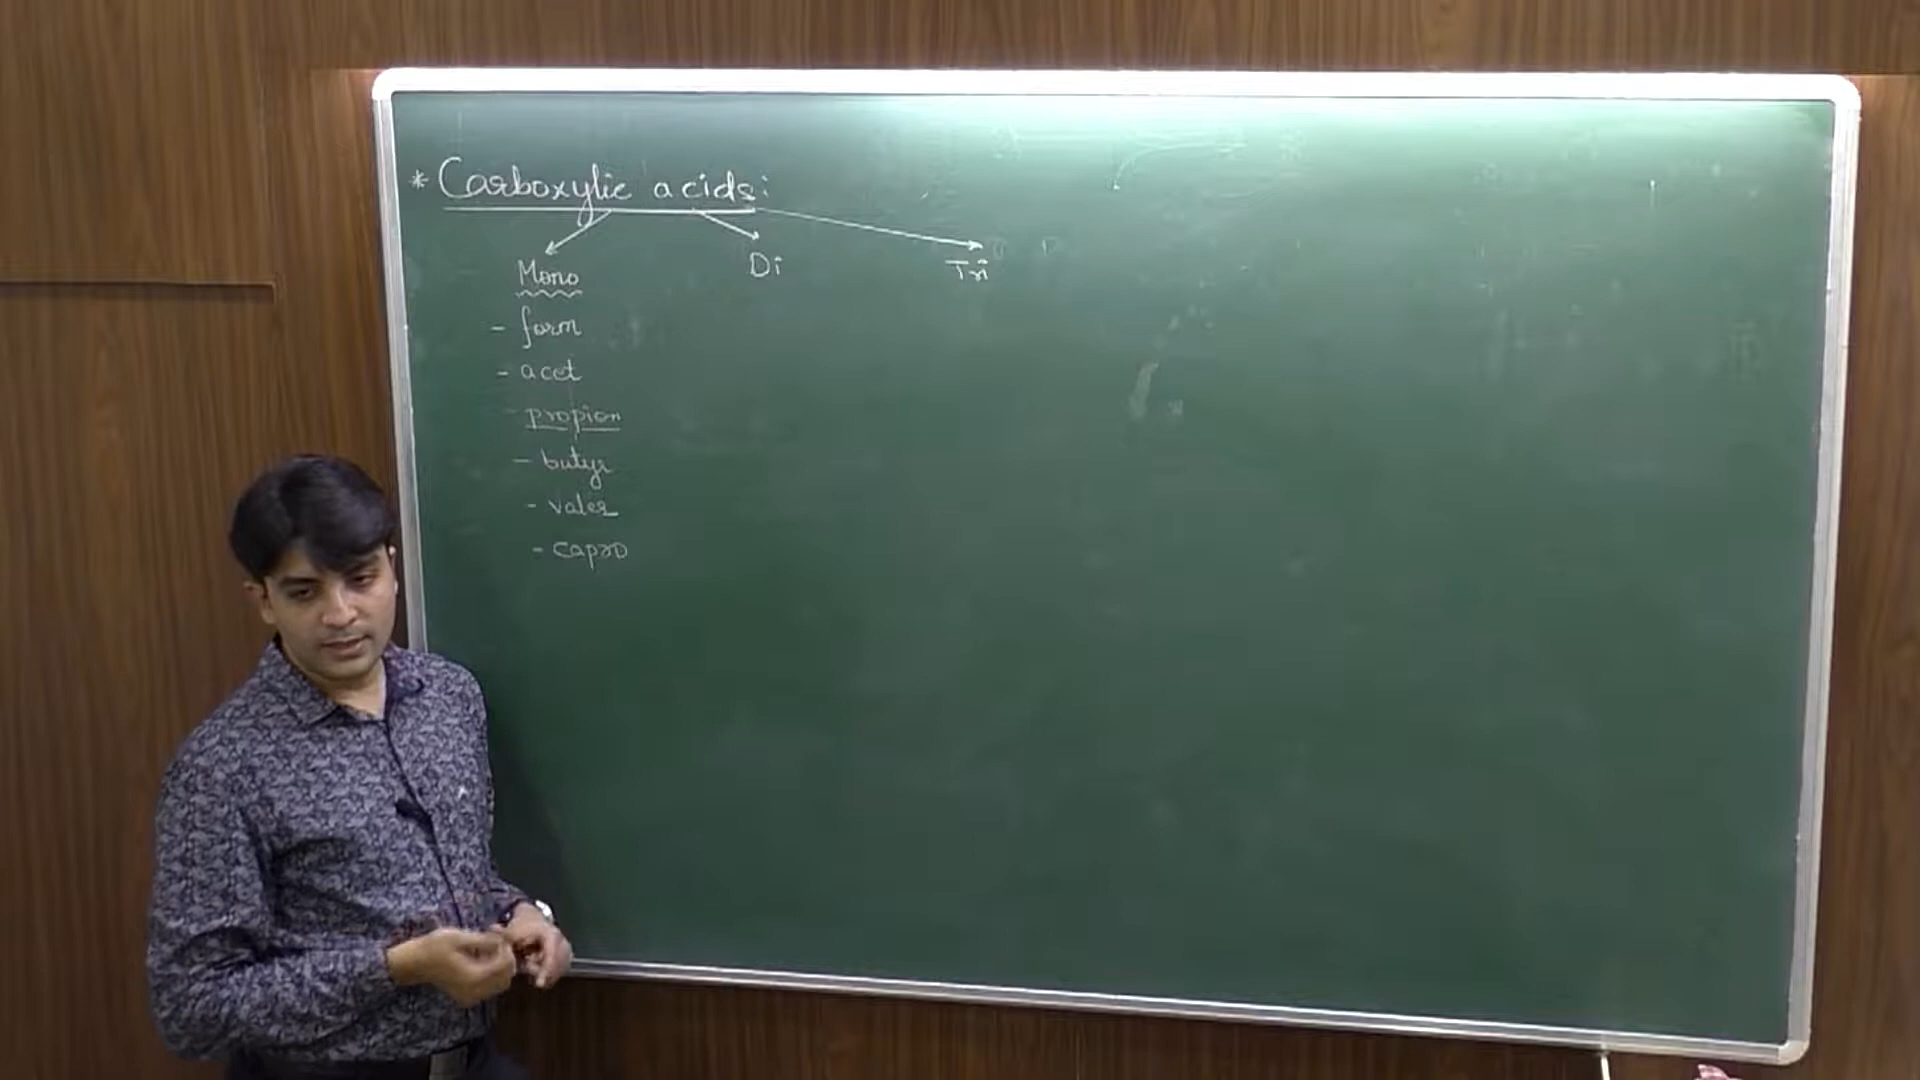 * Carboxylic acids:
Mono Di Tri
- form
- acet
- propion
- butyr
- valer
- capro